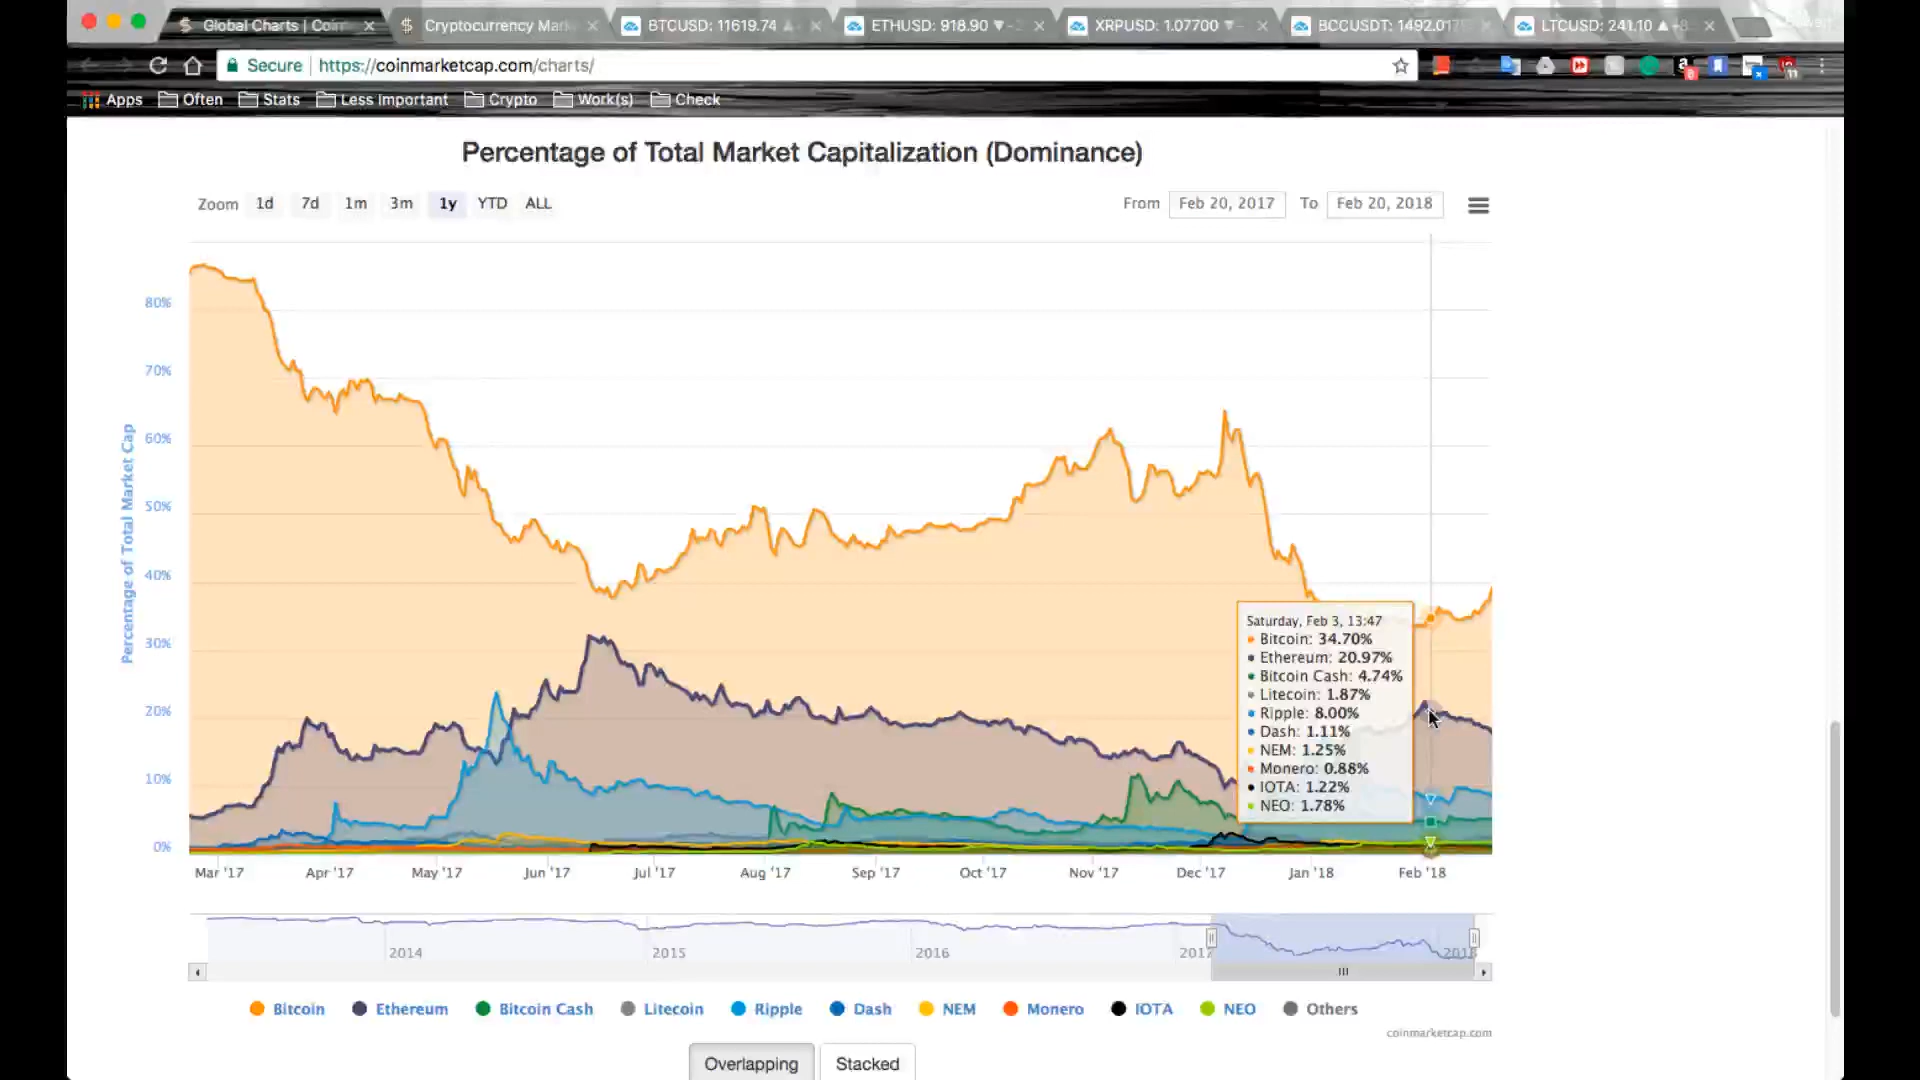 Global Charts | Coin
Cryptocurrency Mar
BTCUSD: 11619.74 ▲
ETHUSD: 918.90 ▼
XRPUSD: 1.07700 ▼
BCCUSDT: 1492.017
LTCUSD: 241.10 ▲
Secure | https://coinmarketcap.com/charts/
Apps Often Stats Less Important Crypto Work(s) Check
Percentage of Total Market Capitalization (Dominance)
Zoom 1d 7d 1m 3m 1y YTD ALL
From Feb 20, 2017 To Feb 20, 2018
Percentage of Total Market Cap
80%
70%
60%
50%
40%
30%
20%
10%
0%
Saturday, Feb 3, 13:47
Bitcoin: 34.70%
Ethereum: 20.97%
Bitcoin Cash: 4.74%
Litecoin: 1.87%
Ripple: 8.00%
Dash: 1.11%
NEM: 1.25%
Monero: 0.88%
IOTA: 1.22%
NEO: 1.78%
Mar '17 Apr '17 May '17 Jun '17 Jul '17 Aug '17 Sep '17 Oct '17 Nov '17 Dec '17 Jan '18 Feb '18
2014 2015 2016 2017 2018
Bitcoin Ethereum Bitcoin Cash Litecoin Ripple Dash NEM Monero IOTA NEO Others
coinmarketcap.com
Overlapping Stacked